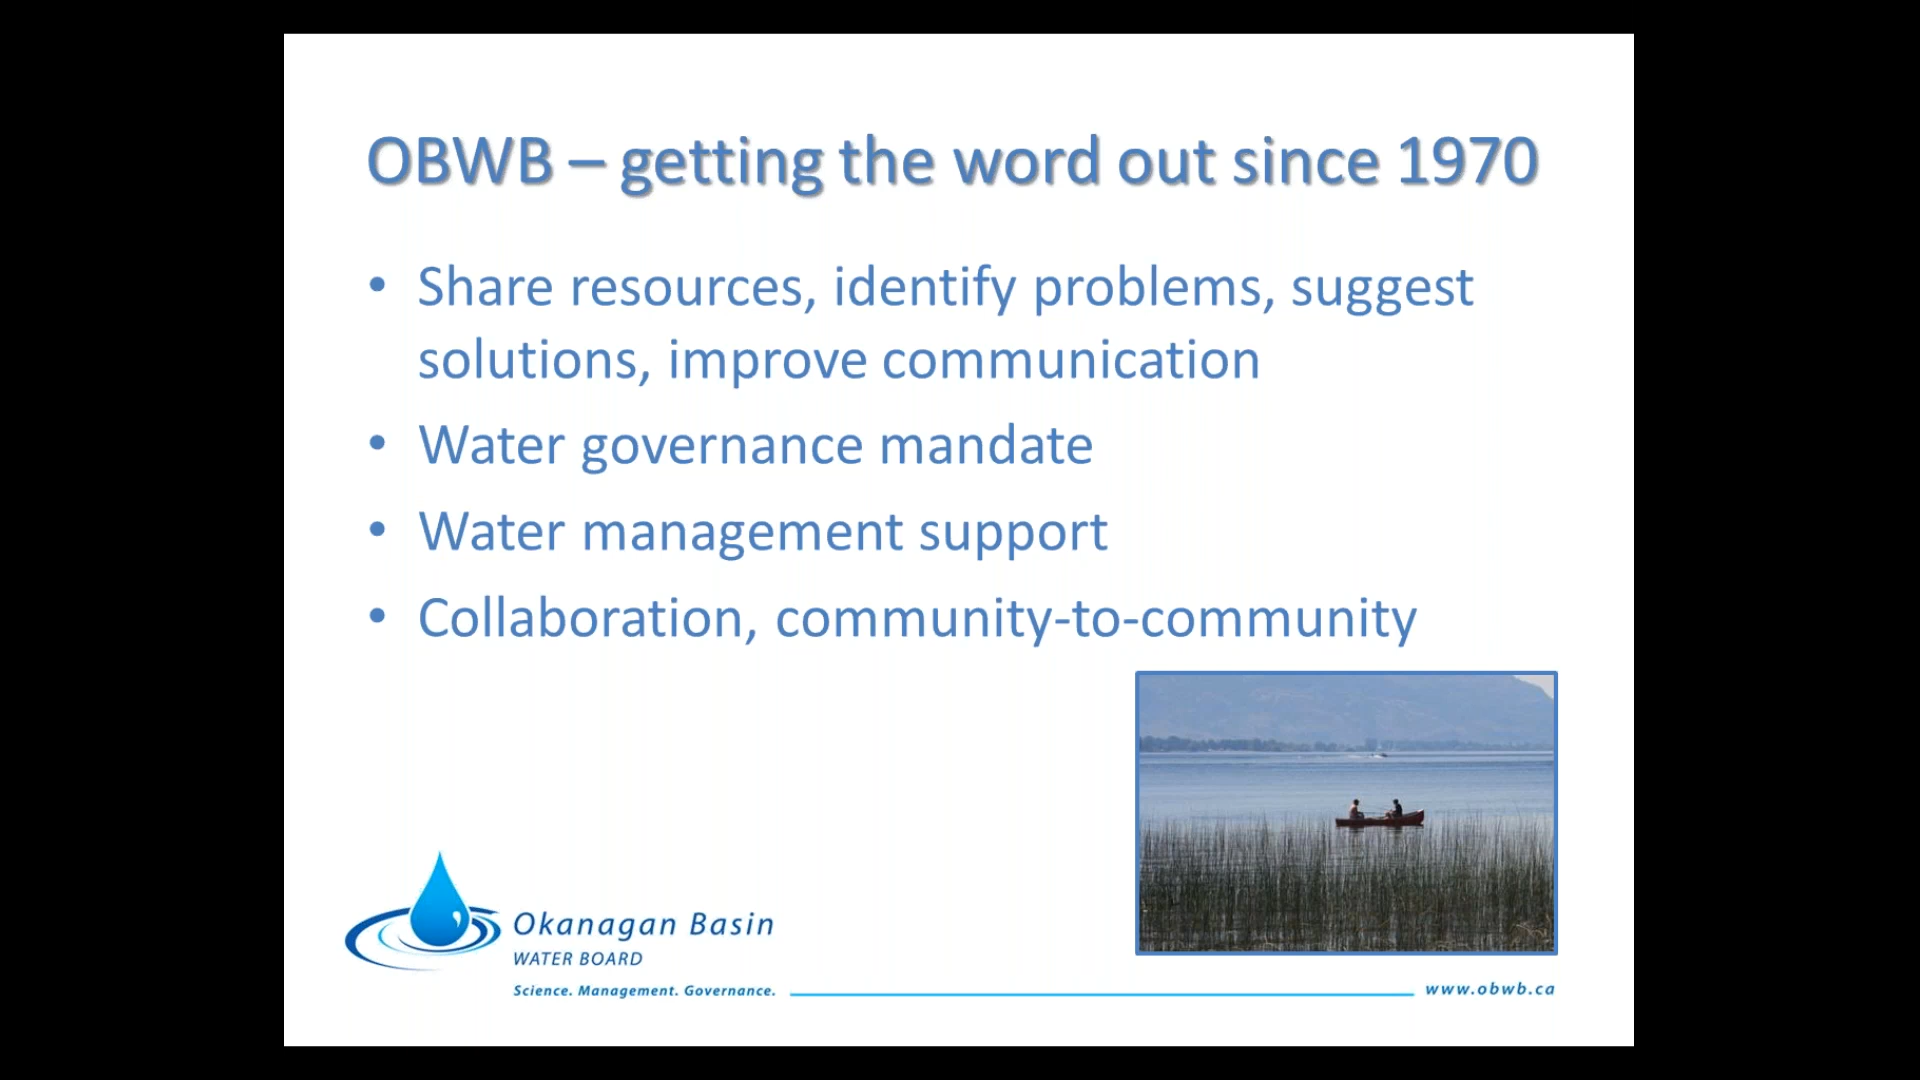 OBWB – getting the word out since 1970
• Share resources, identify problems, suggest
solutions, improve communication
• Water governance mandate
• Water management support
• Collaboration, community-to-community
Okanagan Basin
WATER BOARD
Science. Management. Governance.
www.obwb.ca